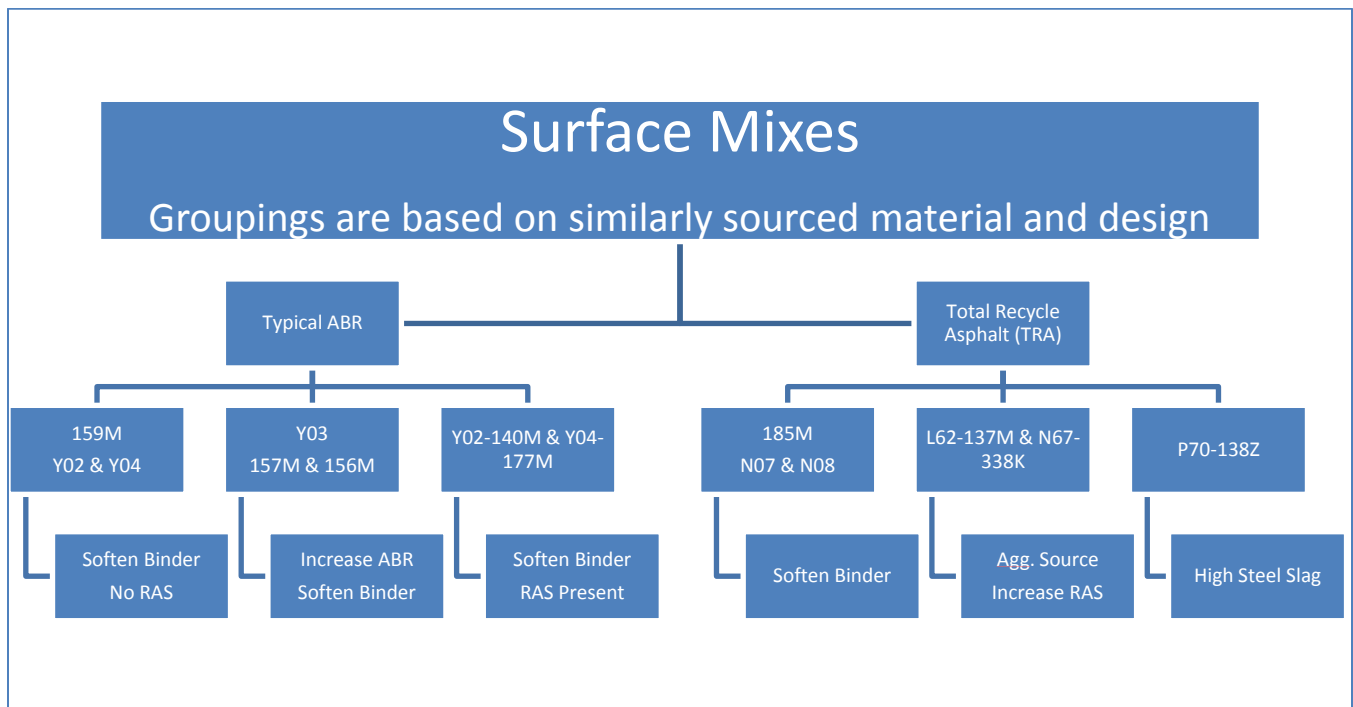 Surface Mixes
Groupings are based on similarly sourced material and design
Typical ABR
Total Recycle
Asphalt (TRA)
159M
Y02 & Y04
Y03
157M & 156M
Y02-140M & Y04-
177M
185M
N07 & N08
L62-137M & N67-
338K
P70-138Z
Soften Binder
No RAS
Increase ABR
Soften Binder
Soften Binder
RAS Present
Soften Binder
Agg. Source
Increase RAS
High Steel Slag